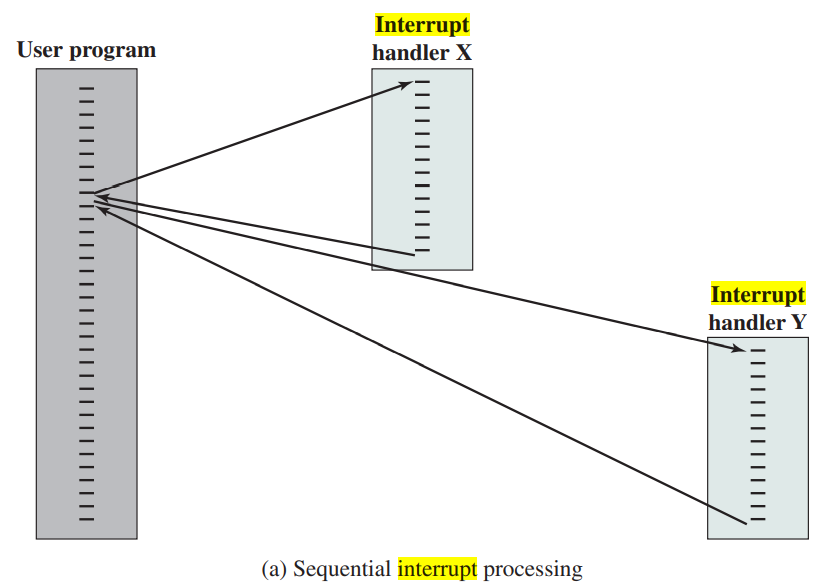 User program
Interrupt
handler X
Interrupt
handler Y
(a) Sequential interrupt processing